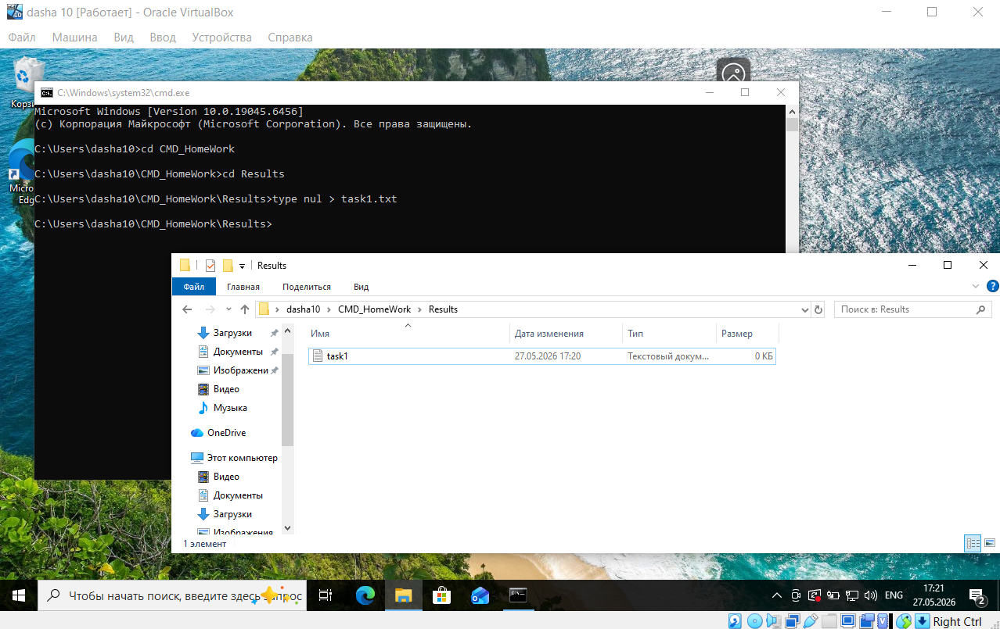 dasha 10 [Работает] - Oracle VirtualBox
Файл Машина Вид Ввод Устройства Справка
C:\Windows\system32\cmd.exe
Microsoft Windows [Version 10.0.19045.6456]
(c) Корпорация Майкрософт (Microsoft Corporation). Все права защищены.
C:\Users\dasha10>cd CMD_HomeWork
C:\Users\dasha10\CMD_HomeWork>cd Results
C:\Users\dasha10\CMD_HomeWork\Results>type nul > task1.txt
C:\Users\dasha10\CMD_HomeWork\Results>
Корзи
Micro
Edg
Results
Файл Главная Поделиться Вид
dasha10 CMD_HomeWork Results
Поиск в: Results
Имя Дата изменения Тип Размер
task1 27.05.2026 17:20 Текстовый докум... 0 КБ
Загрузки
Документы
Изображени
Видео
Музыка
OneDrive
Этот компьютер
Видео
Документы
Загрузки
Изображения
1 элемент
Чтобы начать поиск, введите здесь запрос
ENG
17:21
27.05.2026
2
Right Ctrl